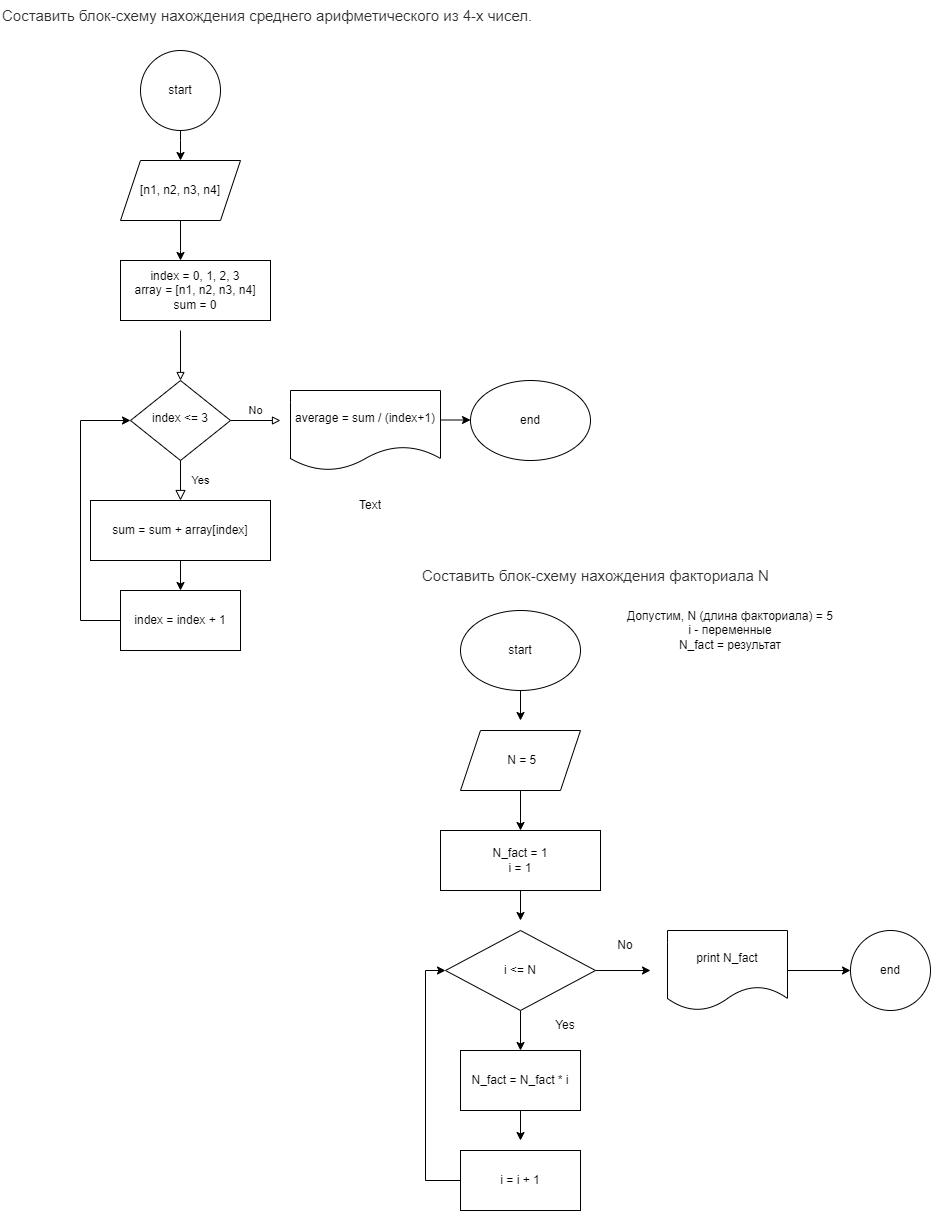 Составить блок-схему нахождения среднего арифметического из 4-х чисел.
start
[n1, n2, n3, n4]
index = 0, 1, 2, 3
array = [n1, n2, n3, n4]
sum = 0
index <= 3
No
average = sum / (index+1)
end
Yes
Text
sum = sum + array[index]
index = index + 1
Составить блок-схему нахождения факториала N
Допустим, N (длина факториала) = 5
i - переменные
N_fact = результат
start
N = 5
N_fact = 1
i = 1
i <= N
No
print N_fact
end
Yes
N_fact = N_fact * i
i = i + 1